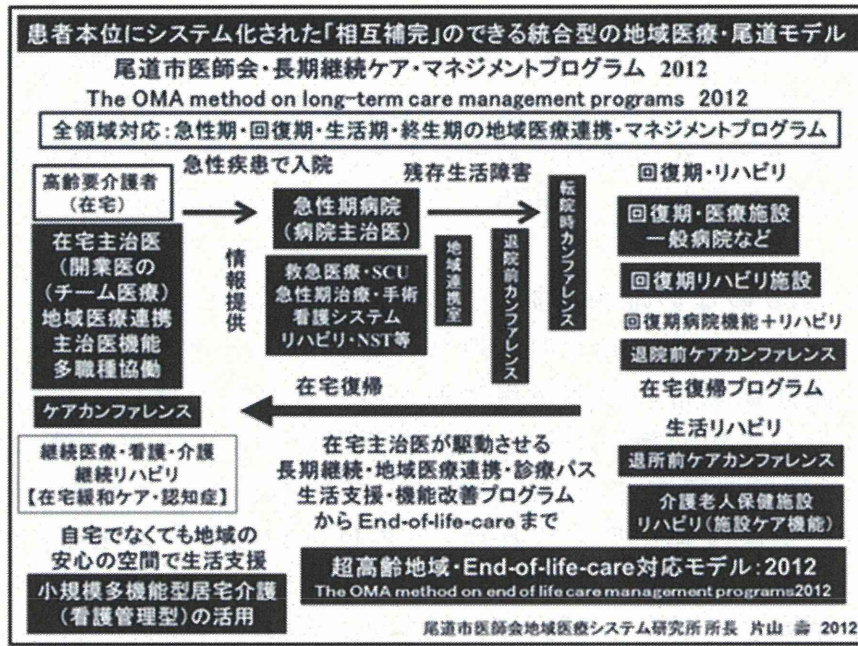 患者本位にシステム化された「相互補完」のできる統合型の地域医療・尾道モデル
尾道市医師会・長期継続ケア・マネジメントプログラム 2012
The OMA method on long-term care management programs 2012
全領域対応:急性期・回復期・生活期・終生期の地域医療連携・マネジメントプログラム
高齢要介護者
(在宅)
在宅主治医
(開業医の
(チーム医療)
地域医療連携
主治医機能
多職種協働
ケアカンファレンス
継続医療・看護・介護
継続リハビリ
【在宅緩和ケア・認知症】
自宅でなくても地域の
安心の空間で生活支援
小規模多機能型居宅介護
(看護管理型)の活用
急性疾患で入院
情報提供
急性期病院
(病院主治医)
救急医療・SCU
急性期治療・手術
看護システム
リハビリ・NST等
残存生活障害
地域連携室
退院前カンファレンス
転院時カンファレンス
在宅復帰
在宅主治医が駆動させる
長期継続・地域医療連携・診療パス
生活支援・機能改善プログラム
から End-of-life-care まで
回復期・リハビリ
回復期・医療施設
一般病院など
回復期リハビリ施設
回復期病院機能+リハビリ
退院前ケアカンファレンス
在宅復帰プログラム
生活リハビリ
退所前ケアカンファレンス
介護老人保健施設
リハビリ(施設ケア機能)
超高齢地域・End-of-life-care対応モデル:2012
The OMA method on end of life care management programs2012
尾道市医師会地域医療システム研究所所長 片山 壽 2012